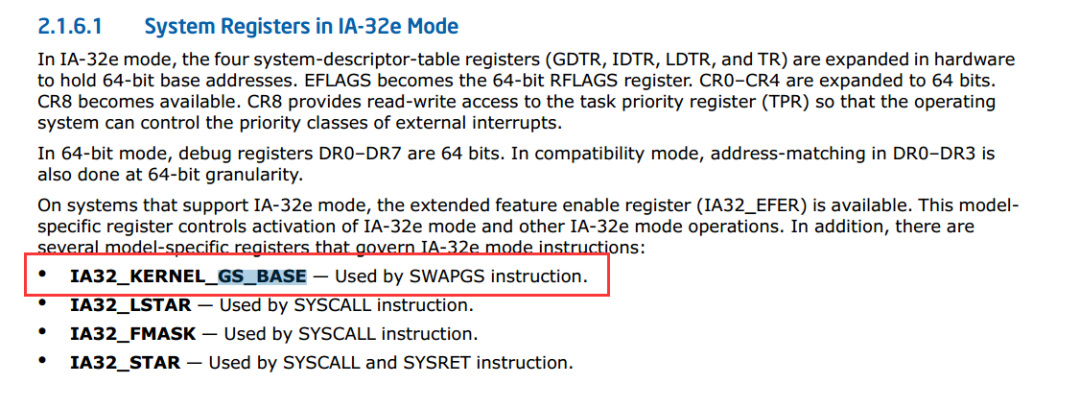 2.1.6.1 System Registers in IA-32e Mode
In IA-32e mode, the four system-descriptor-table registers (GDTR, IDTR, LDTR, and TR) are expanded in hardware
to hold 64-bit base addresses. EFLAGS becomes the 64-bit RFLAGS register. CR0–CR4 are expanded to 64 bits.
CR8 becomes available. CR8 provides read-write access to the task priority register (TPR) so that the operating
system can control the priority classes of external interrupts.
In 64-bit mode, debug registers DR0–DR7 are 64 bits. In compatibility mode, address-matching in DR0–DR3 is
also done at 64-bit granularity.
On systems that support IA-32e mode, the extended feature enable register (IA32_EFER) is available. This model-
specific register controls activation of IA-32e mode and other IA-32e mode operations. In addition, there are
several model-specific registers that govern IA-32e mode instructions:
• IA32_KERNEL_GS_BASE — Used by SWAPGS instruction.
• IA32_LSTAR — Used by SYSCALL instruction.
• IA32_FMASK — Used by SYSCALL instruction.
• IA32_STAR — Used by SYSCALL and SYSRET instruction.